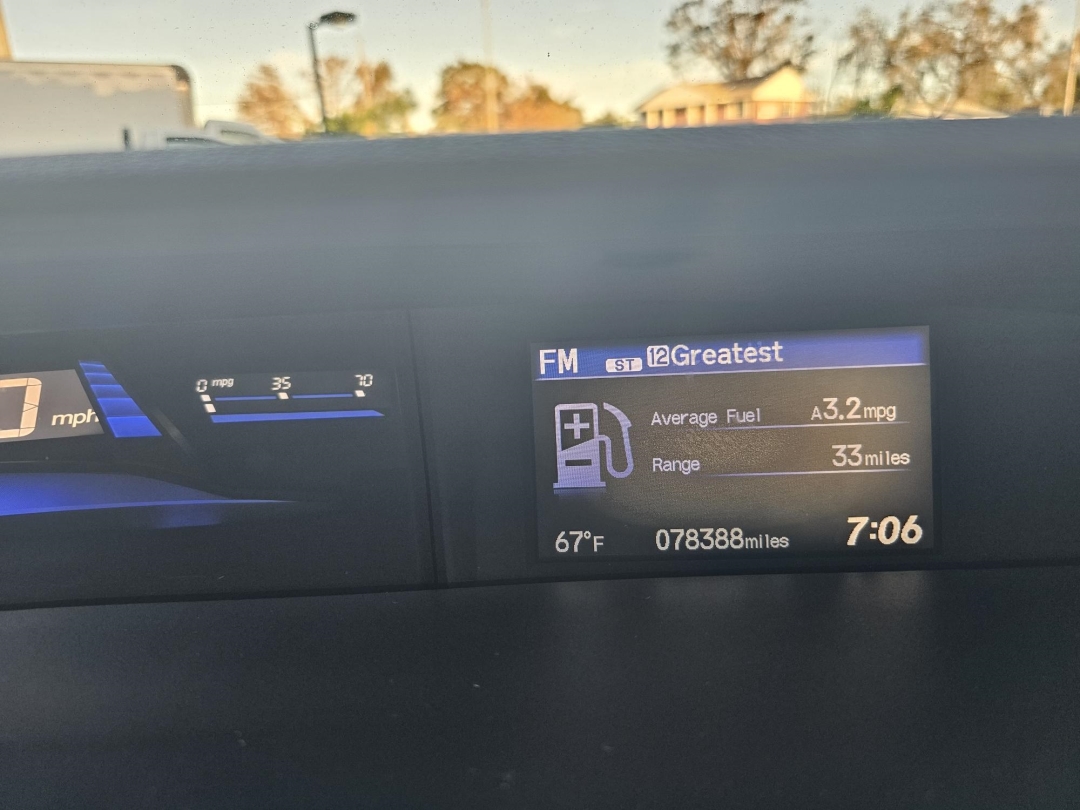 mph
0 mpg 35 70
FM ST 12 Greatest
Average Fuel A3.2mpg
Range 33miles
67°F 078388miles 7:06